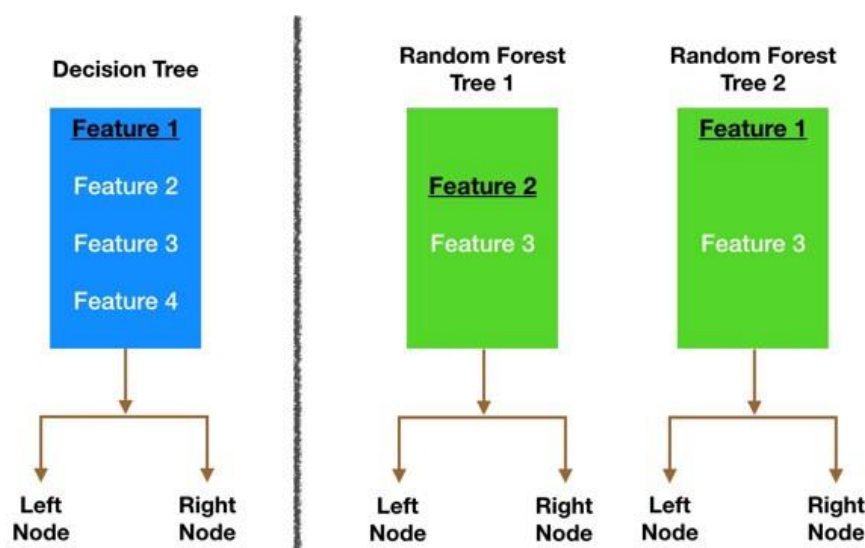 Decision Tree
Feature 1
Feature 2
Feature 3
Feature 4
Left
Node
Right
Node
Random Forest
Tree 1
Feature 2
Feature 3
Left
Node
Right
Node
Random Forest
Tree 2
Feature 1
Feature 3
Left
Node
Right
Node